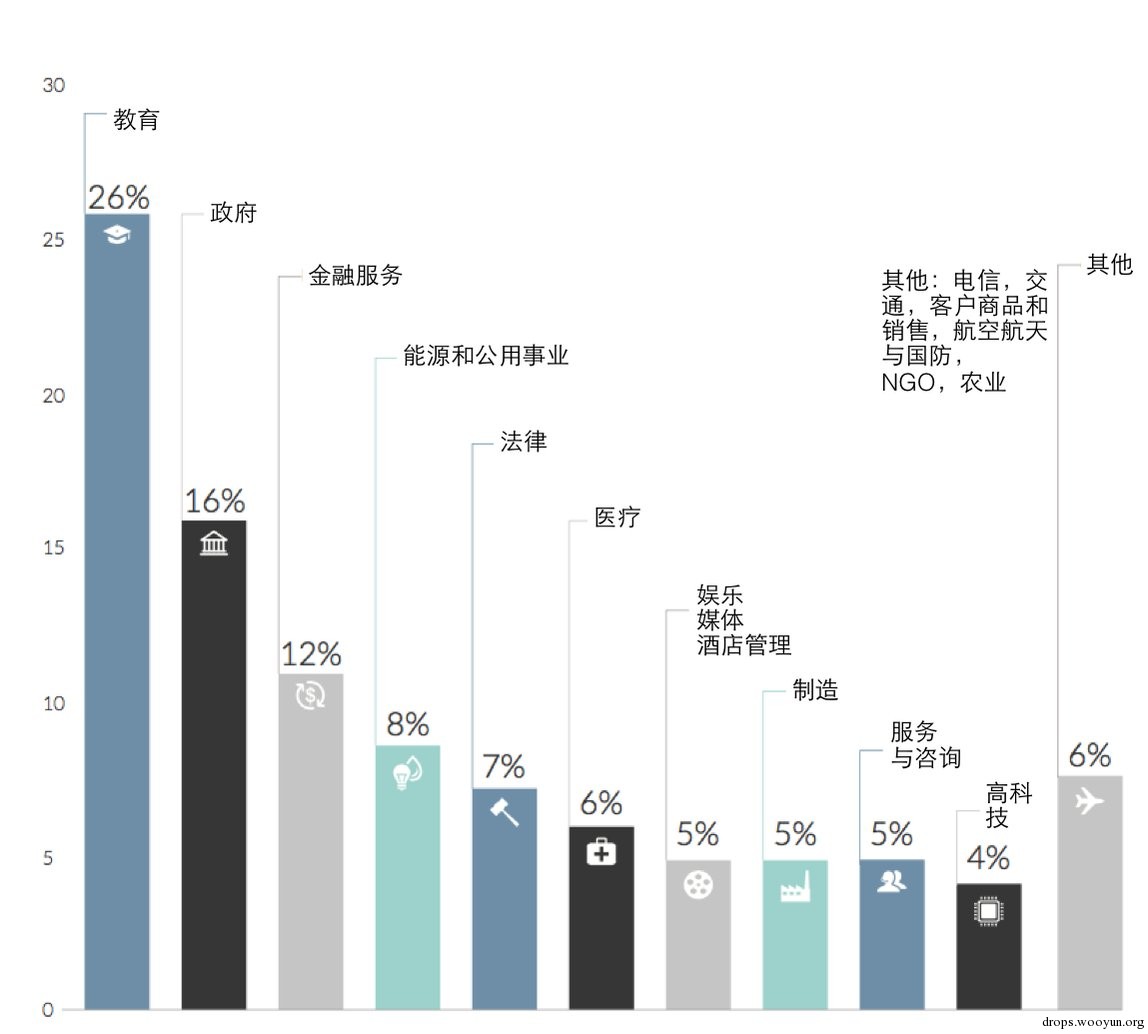 30
教育
26%
政府
25
金融服务
其他
其他：电信，交
通，客户商品和
销售，航空航天
与国防，
NGO，农业
能源和公用事业
20
法律
16%
医疗
15
娱乐
媒体
酒店管理
12%
制造
10
8%
服务
与咨询
7%
6%
高科
技
6%
5%
5%
5%
4%
5
0
drops.wooyun.org